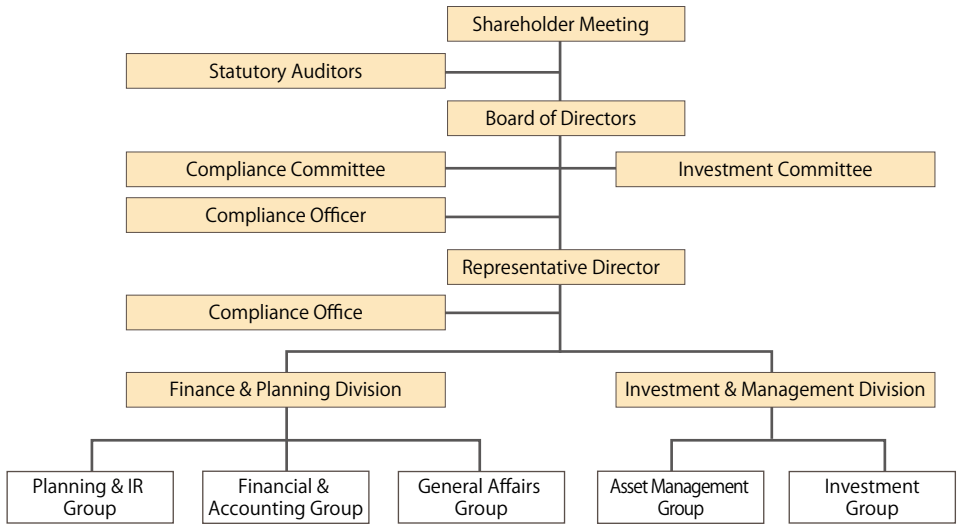 Shareholder Meeting
Statutory Auditors
Board of Directors
Compliance Committee
Investment Committee
Compliance Officer
Representative Director
Compliance Office
Finance & Planning Division
Investment & Management Division
Planning & IR
Group
Financial &
Accounting Group
General Affairs
Group
Asset Management
Group
Investment
Group